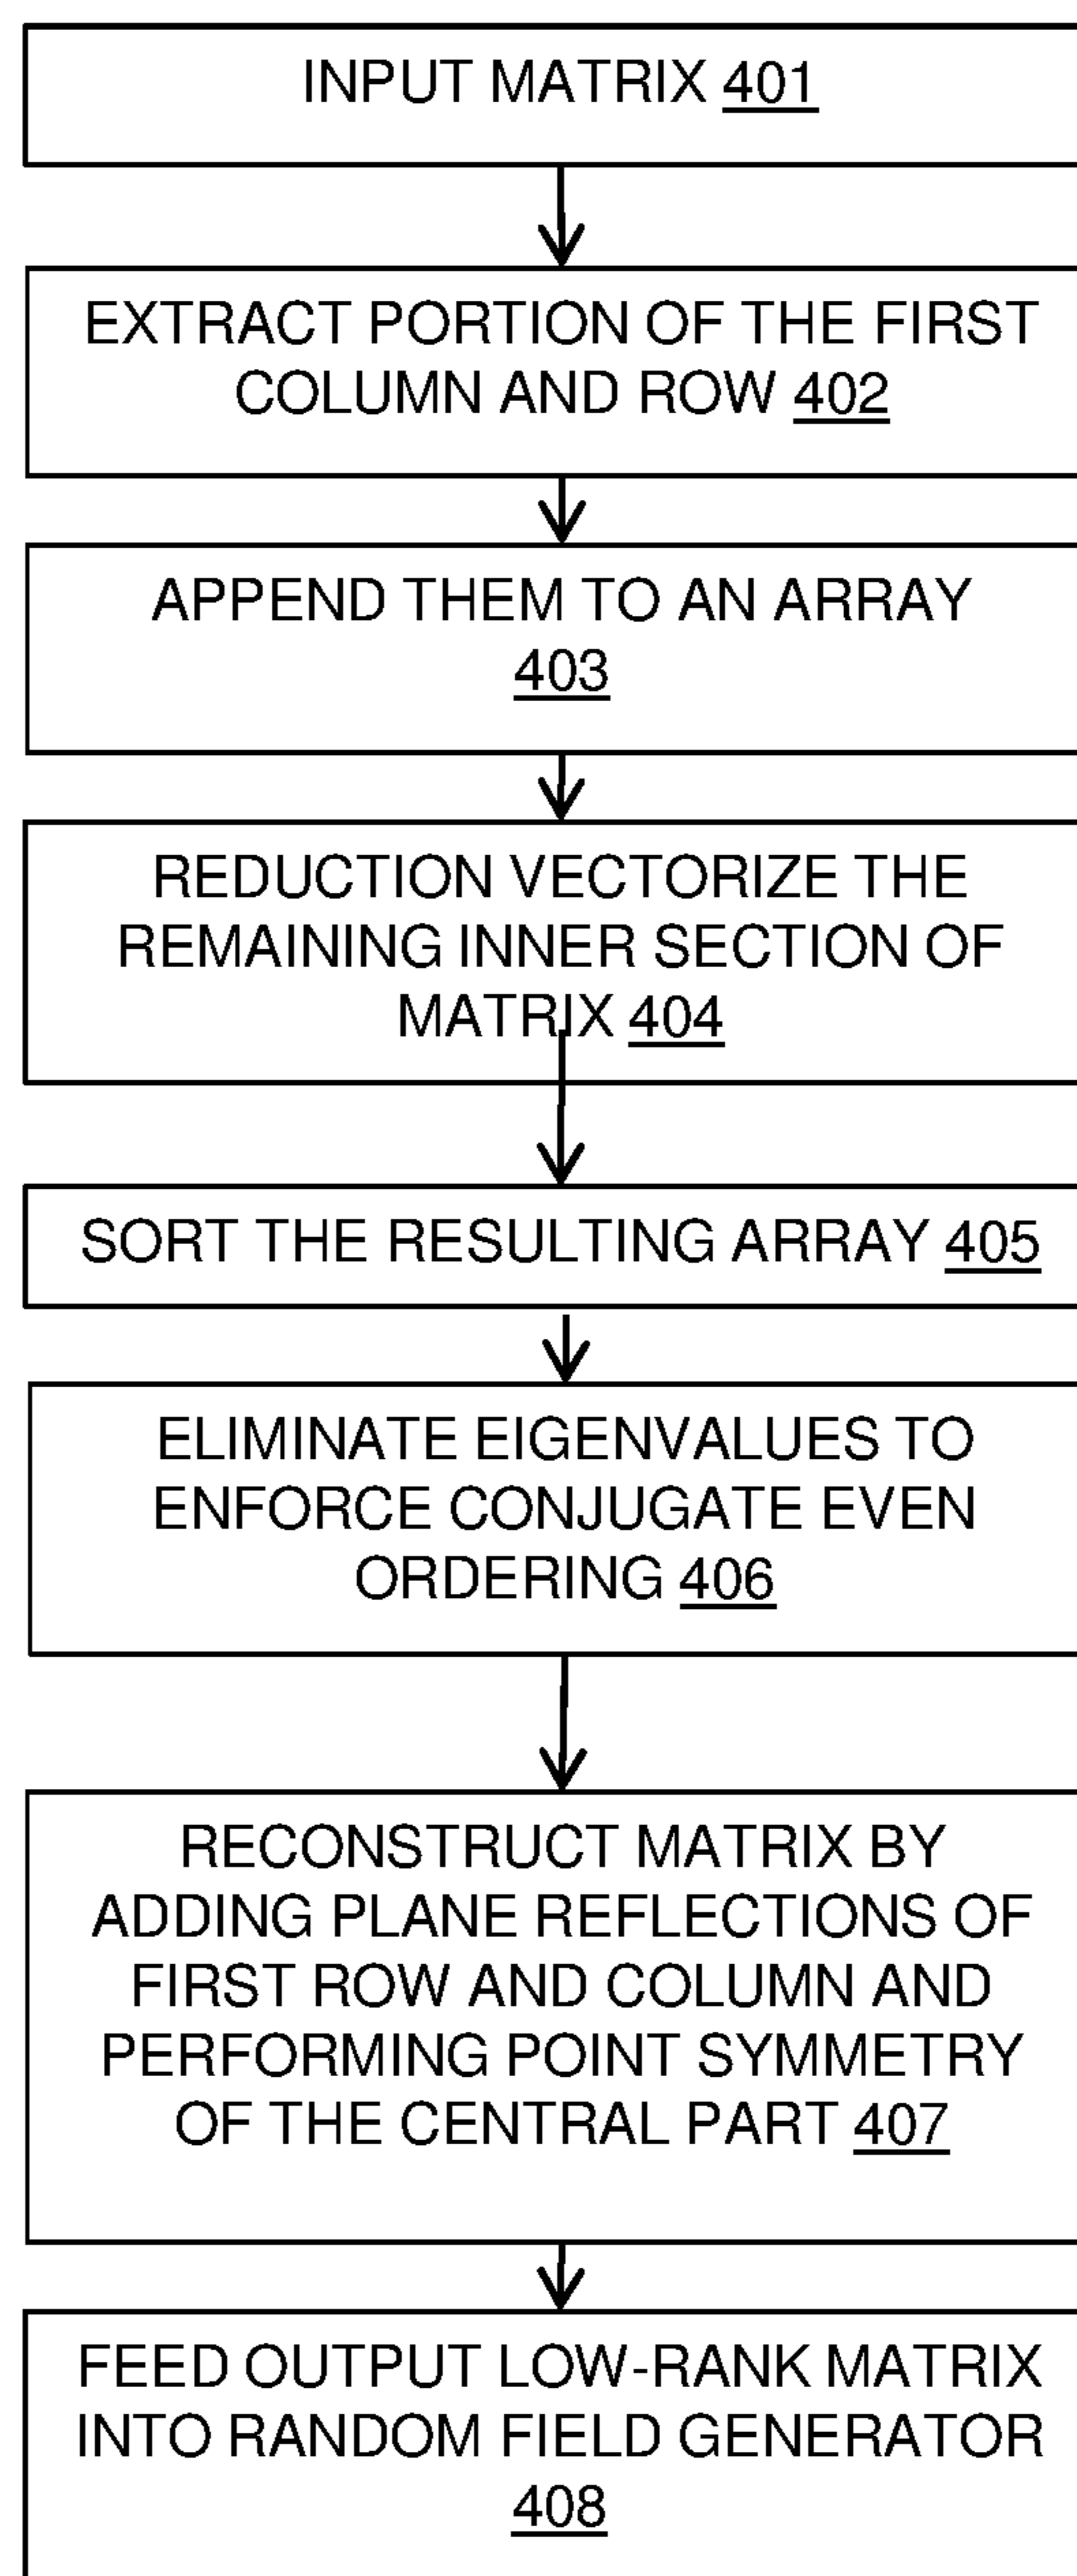 INPUT MATRIX 401
EXTRACT PORTION OF THE FIRST
COLUMN AND ROW 402
APPEND THEM TO AN ARRAY
403
REDUCTION VECTORIZE THE
REMAINING INNER SECTION OF
MATRIX 404
SORT THE RESULTING ARRAY 405
ELIMINATE EIGENVALUES TO
ENFORCE CONJUGATE EVEN
ORDERING 406
RECONSTRUCT MATRIX BY
ADDING PLANE REFLECTIONS OF
FIRST ROW AND COLUMN AND
PERFORMING POINT SYMMETRY
OF THE CENTRAL PART 407
FEED OUTPUT LOW-RANK MATRIX
INTO RANDOM FIELD GENERATOR
408